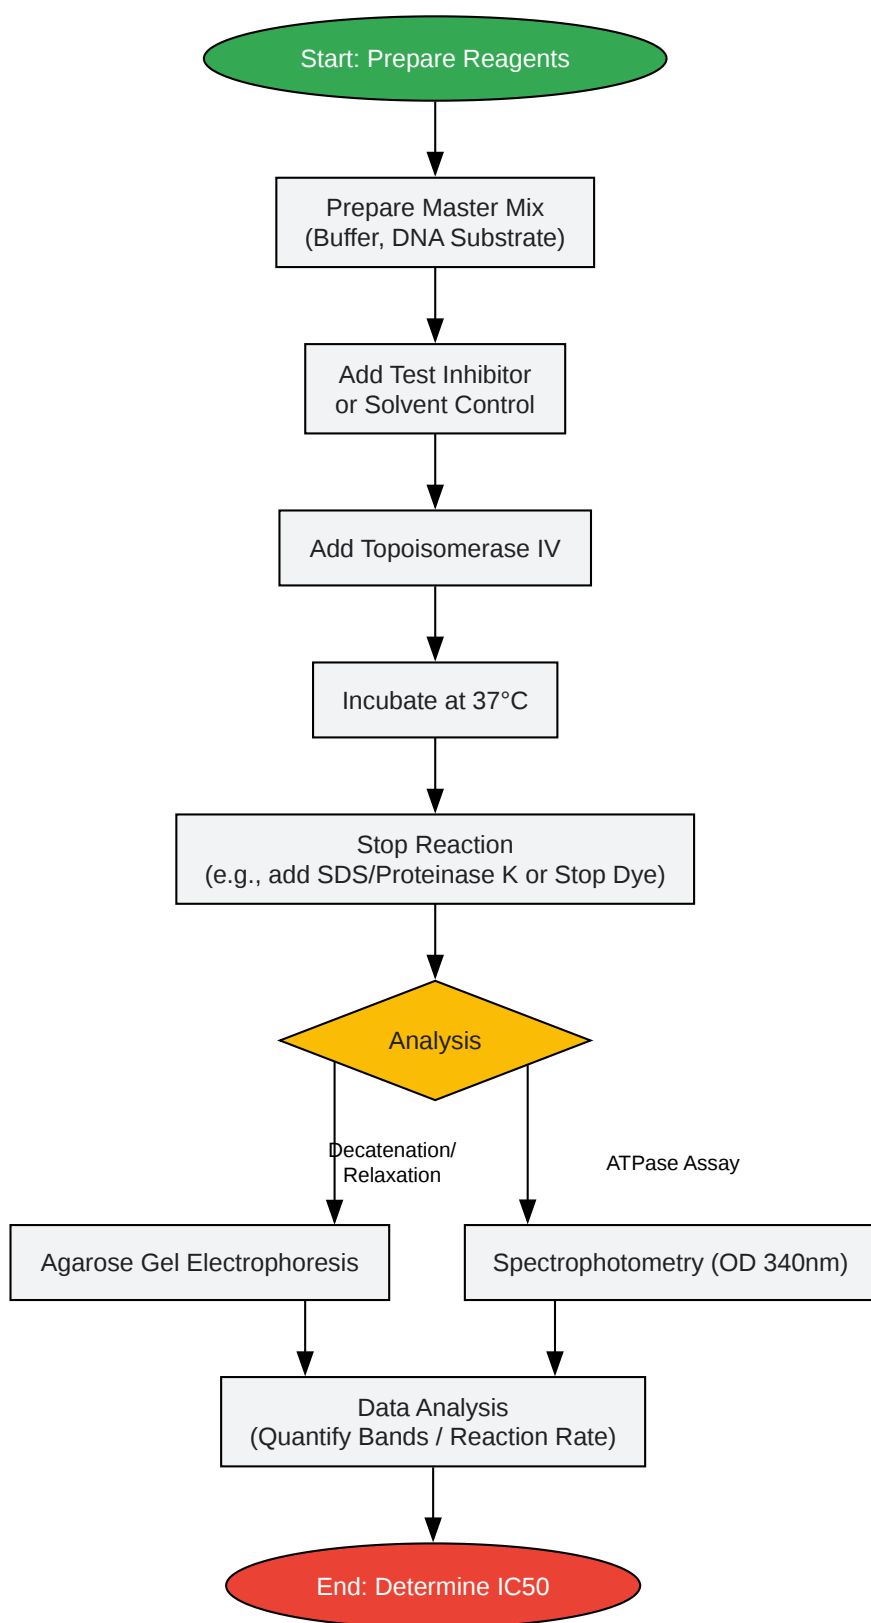 Start: Prepare Reagents
Prepare Master Mix
(Buffer, DNA Substrate)
Add Test Inhibitor
or Solvent Control
Add Topoisomerase IV
Incubate at 37°C
Stop Reaction
(e.g., add SDS/Proteinase K or Stop Dye)
Analysis
Decatenation/
Relaxation
ATPase Assay
Agarose Gel Electrophoresis
Spectrophotometry (OD 340nm)
Data Analysis
(Quantify Bands / Reaction Rate)
End: Determine IC50